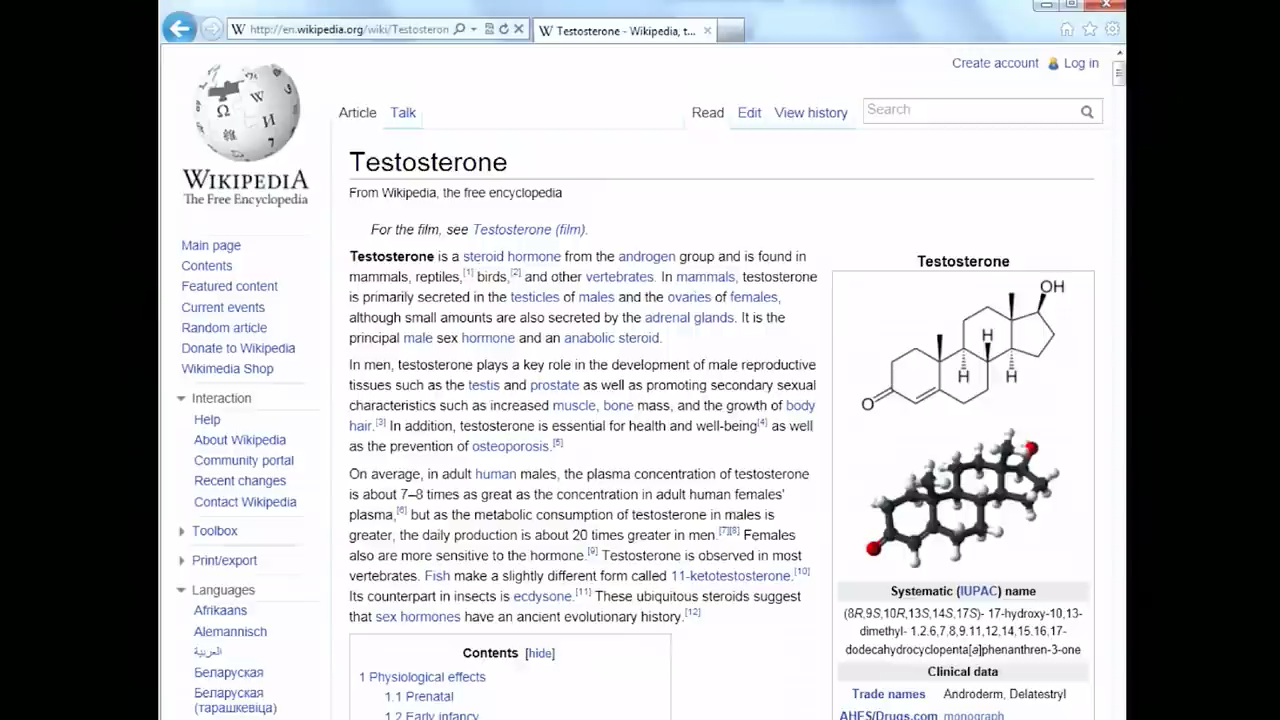 http://en.wikipedia.org/wiki/Testosteron
W Testosterone - Wikipedia, t...
Create account Log in
Article Talk
Read Edit View history
Search
WIKIPEDIA
The Free Encyclopedia
Main page
Contents
Featured content
Current events
Random article
Donate to Wikipedia
Wikimedia Shop
Interaction
Help
About Wikipedia
Community portal
Recent changes
Contact Wikipedia
Toolbox
Print/export
Languages
Afrikaans
Alemannisch
العربية
Беларуская
Беларуская
(тарашкевіца)
Testosterone
From Wikipedia, the free encyclopedia
For the film, see Testosterone (film).
Testosterone is a steroid hormone from the androgen group and is found in
mammals, reptiles,[1] birds,[2] and other vertebrates. In mammals, testosterone
is primarily secreted in the testicles of males and the ovaries of females,
although small amounts are also secreted by the adrenal glands. It is the
principal male sex hormone and an anabolic steroid.
In men, testosterone plays a key role in the development of male reproductive
tissues such as the testis and prostate as well as promoting secondary sexual
characteristics such as increased muscle, bone mass, and the growth of body
hair.[3] In addition, testosterone is essential for health and well-being[4] as well
as the prevention of osteoporosis.[5]
On average, in adult human males, the plasma concentration of testosterone
is about 7–8 times as great as the concentration in adult human females'
plasma,[6] but as the metabolic consumption of testosterone in males is
greater, the daily production is about 20 times greater in men.[7][8] Females
also are more sensitive to the hormone.[9] Testosterone is observed in most
vertebrates. Fish make a slightly different form called 11-ketotestosterone.[10]
Its counterpart in insects is ecdysone.[11] These ubiquitous steroids suggest
that sex hormones have an ancient evolutionary history.[12]
Contents [hide]
1 Physiological effects
1.1 Prenatal
1.2 Early infancy
Testosterone
OH
H
H H
O
Systematic (IUPAC) name
(8R,9S,10R,13S,14S,17S)- 17-hydroxy-10,13-
dimethyl- 1,2,6,7,8,9,11,12,14,15,16,17-
dodecahydrocyclopenta[a]phenanthren-3-one
Clinical data
Trade names Androderm, Delatestryl
AHFS/Drugs.com monograph